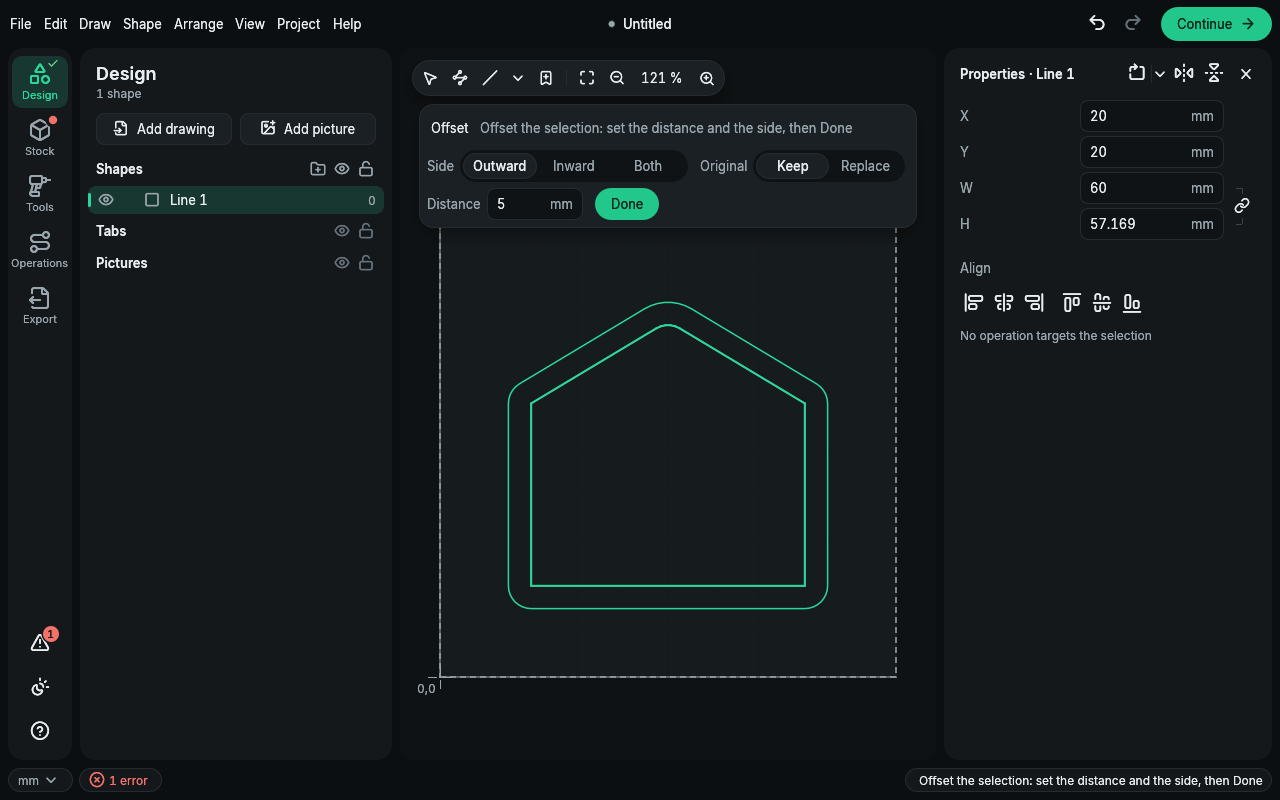 File Edit Draw Shape Arrange View Project Help
Untitled
Continue
Design
Stock
Tools
Operations
Export
1
Design
1 shape
Add drawing
Add picture
Shapes
Line 1 0
Tabs
Pictures
121 %
Offset Offset the selection: set the distance and the side, then Done
Side Outward Inward Both Original Keep Replace
Distance 5 mm Done
0,0
Properties · Line 1
X 20 mm
Y 20 mm
W 60 mm
H 57.169 mm
Align
No operation targets the selection
mm
1 error
Offset the selection: set the distance and the side, then Done